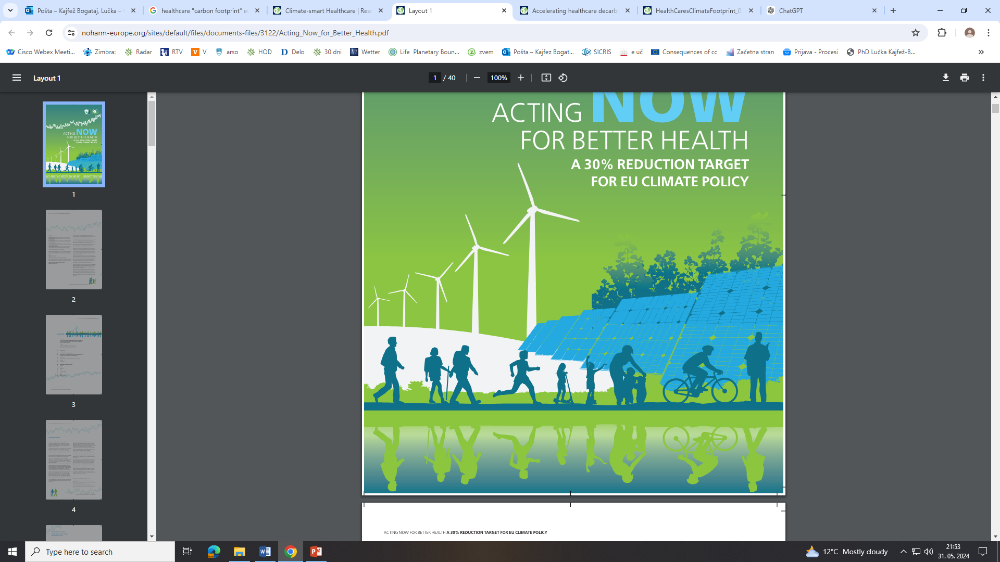 Pošta – Kajfež Bogataj, Lučka –
healthcare "carbon footprint" e
Climate-smart Healthcare | Res
Layout 1
Accelerating healthcare decarb
HealthCaresClimateFootprint_0
ChatGPT
noharm-europe.org/sites/default/files/documents-files/3122/Acting_Now_for_Better_Health.pdf
Cisco Webex Meeti...
Zimbra:
Radar
RTV
V
arso
HOD
Delo
30 dni
Wetter
Life Planetary Boun...
zvem
Pošta – Kajfez Bogat...
SICRIS
e uč
Consequences of cc
Začetna stran
Prijava - Procesi
PhD Lučka Kajfež-B...
Layout 1
1 / 40
100%
1
2
3
4
ACTING NOW
FOR BETTER HEALTH
A 30% REDUCTION TARGET
FOR EU CLIMATE POLICY
ACTING NOW FOR BETTER HEALTH A 30% REDUCTION TARGET FOR EU CLIMATE POLICY
Type here to search
12°C Mostly cloudy
21:53
31. 05. 2024